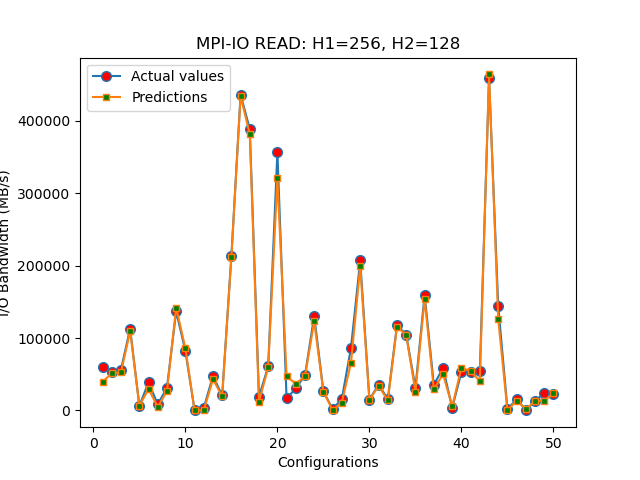 MPI-IO READ: H1=256, H2=128
Actual values
Predictions
400000
300000
200000
100000
0
I/O Bandwidth (MB/s)
0 10 20 30 40 50
Configurations